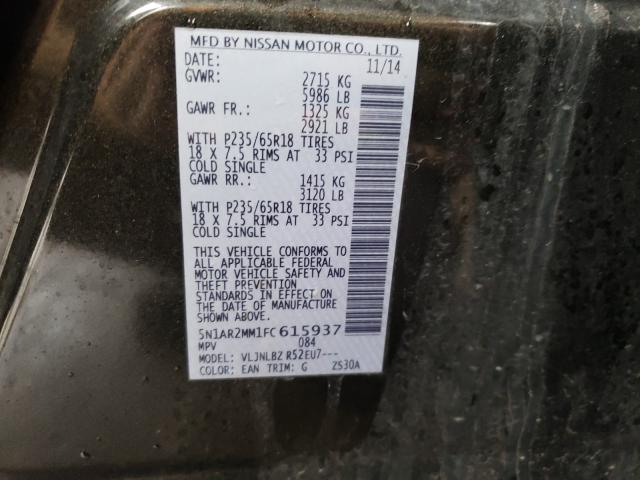 MFD BY NISSAN MOTOR CO., LTD.
DATE: 11/14
GVWR: 2715 KG
5986 LB
GAWR FR.: 1325 KG
2921 LB
WITH P235/65R18 TIRES
18 X 7.5 RIMS AT 33 PSI
COLD SINGLE
GAWR RR.: 1415 KG
3120 LB
WITH P235/65R18 TIRES
18 X 7.5 RIMS AT 33 PSI
COLD SINGLE
THIS VEHICLE CONFORMS TO
ALL APPLICABLE FEDERAL
MOTOR VEHICLE SAFETY AND
THEFT PREVENTION
STANDARDS IN EFFECT ON
THE DATE OF MANUFACTURE
SHOWN ABOVE.
5N1AR2MM1FC615937
MPV 084
MODEL: VLJNLBZ R52EU7---
COLOR: EAN TRIM: G ZS30A